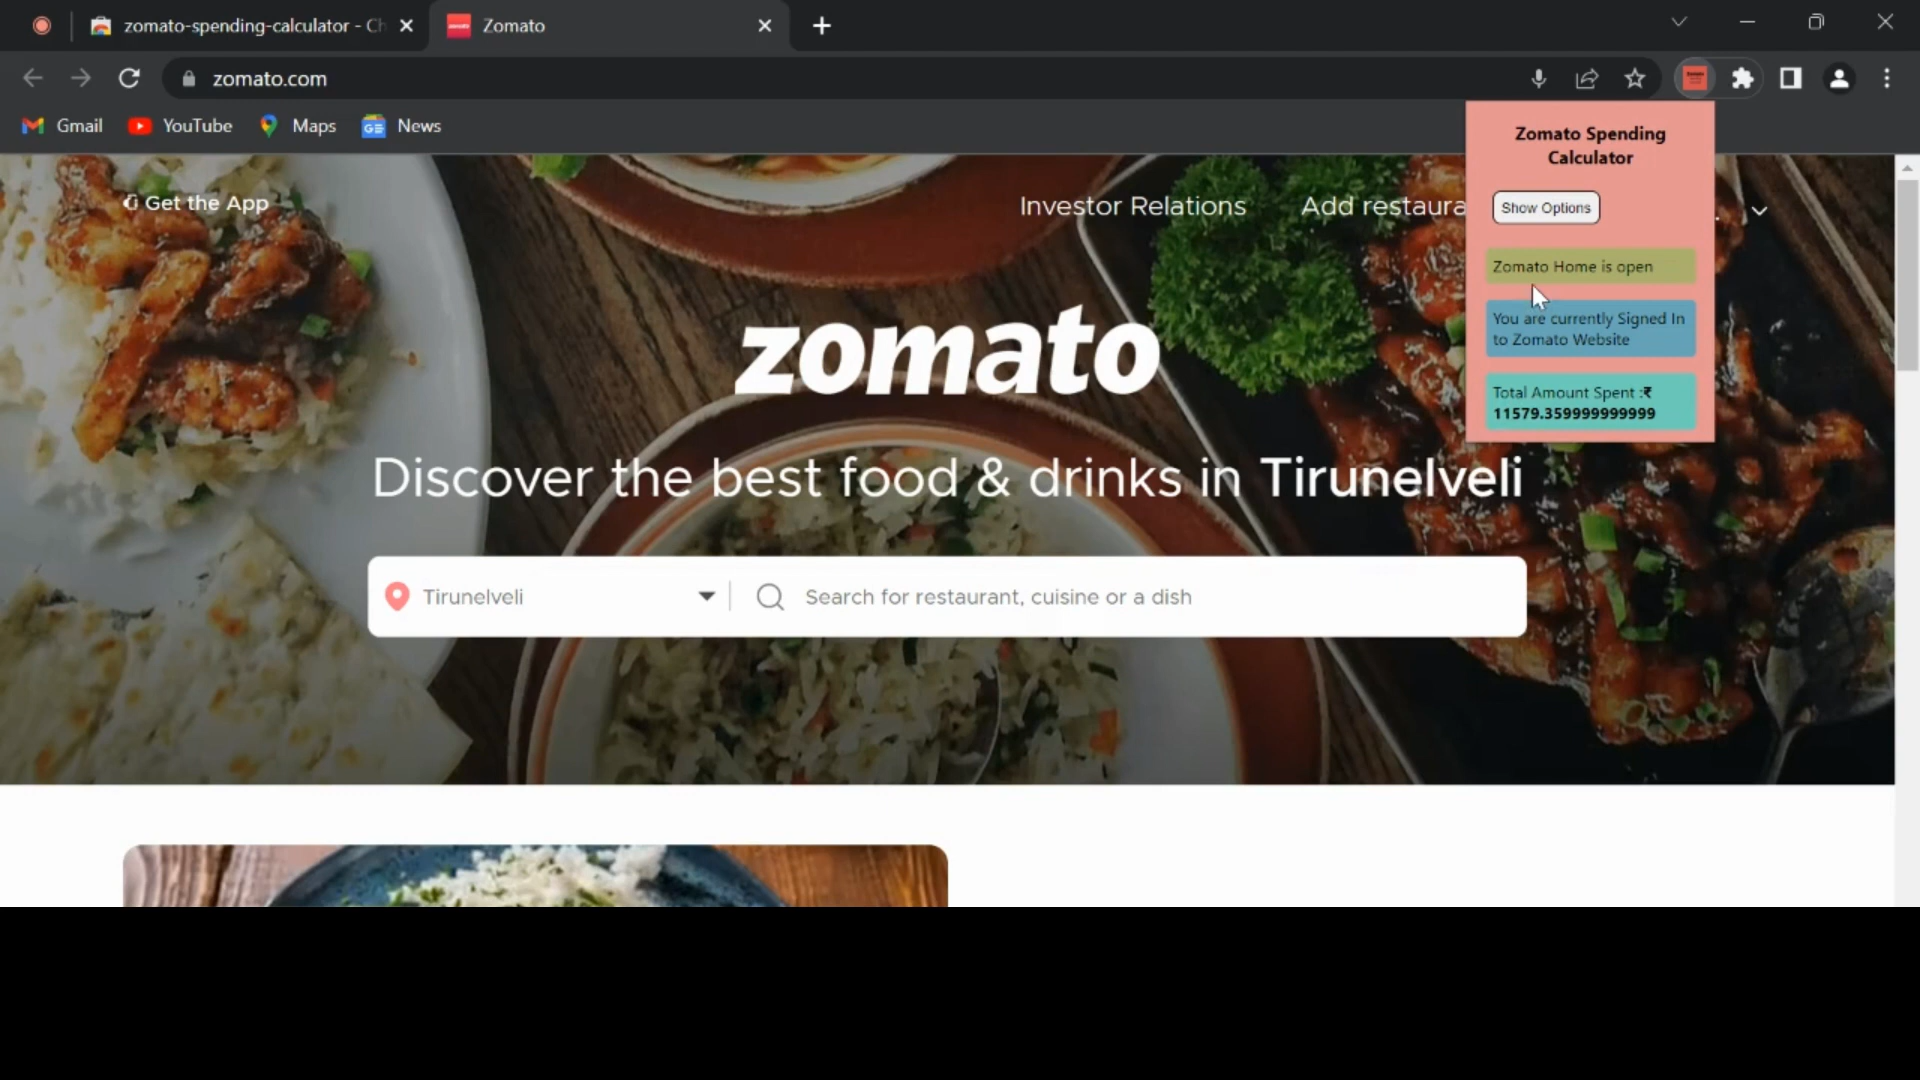 zomato-spending-calculator - Ch
Zomato
zomato.com
Gmail
YouTube
Maps
News
Zomato Spending
Calculator
Get the App
Investor Relations
Add restaura
Show Options
Zomato Home is open
You are currently Signed In
to Zomato Website
Total Amount Spent :₹
11579.359999999999
zomato
Discover the best food & drinks in Tirunelveli
Tirunelveli
Search for restaurant, cuisine or a dish